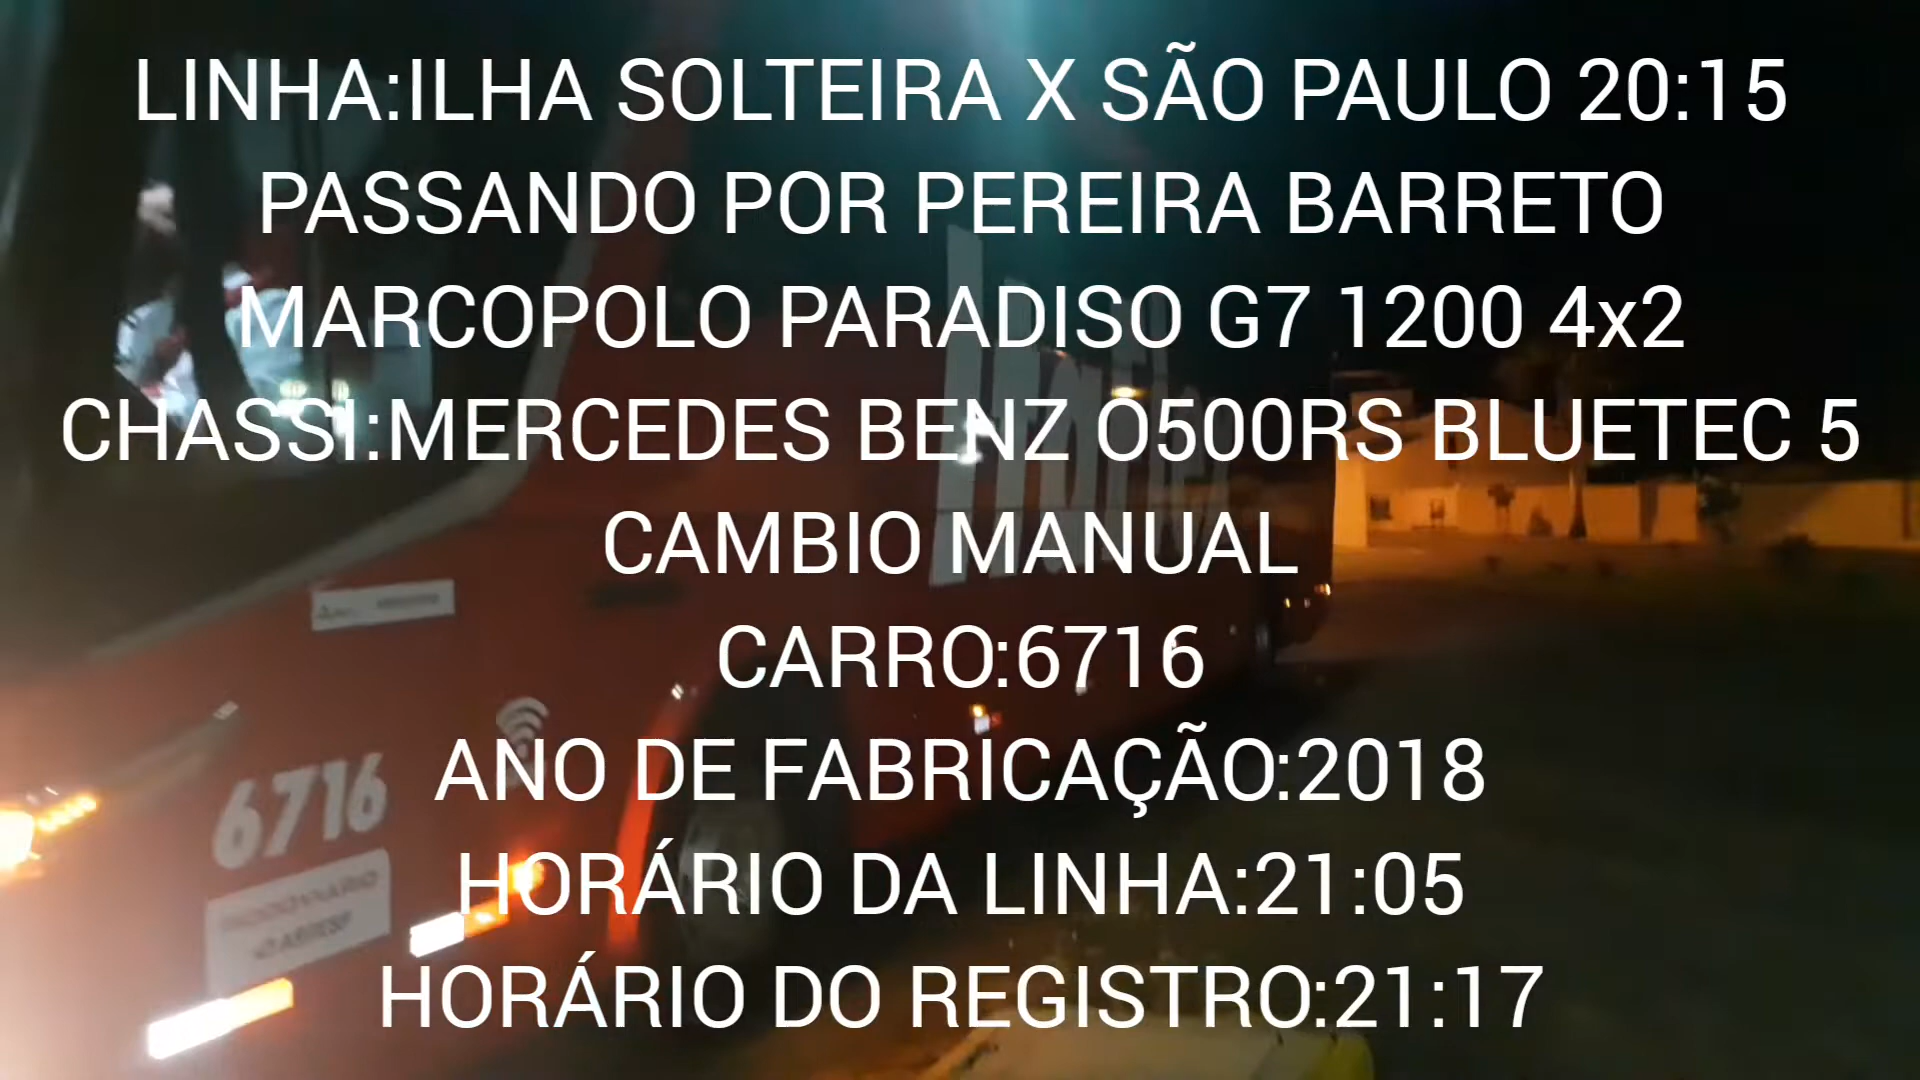 LINHA:ILHA SOLTEIRA X SÃO PAULO 20:15
PASSANDO POR PEREIRA BARRETO
MARCOPOLO PARADISO G7 1200 4x2
CHASSI:MERCEDES BENZ O500RS BLUETEC 5
CAMBIO MANUAL
CARRO:6716
ANO DE FABRICAÇÃO:2018
HORÁRIO DA LINHA:21:05
HORÁRIO DO REGISTRO:21:17
6716
RODOVIÁRIO
ARTESP